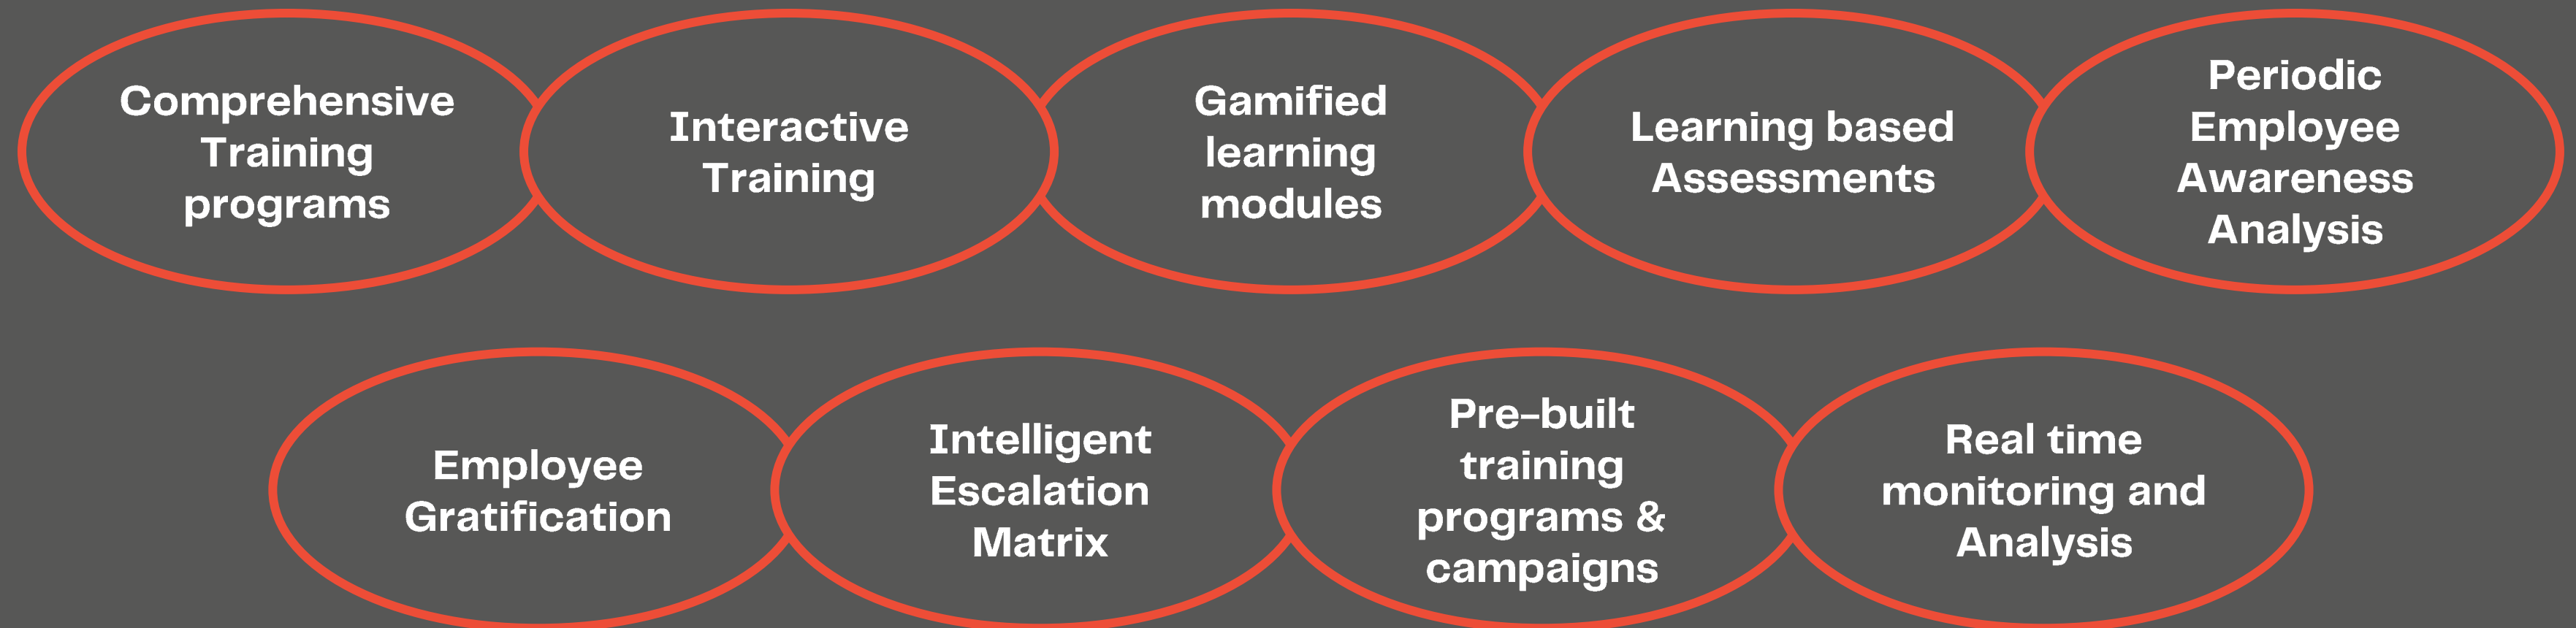 Comprehensive
Training
programs
Interactive
Training
Gamified
learning
modules
Learning based
Assessments
Periodic
Employee
Awareness
Analysis
Employee
Gratification
Intelligent
Escalation
Matrix
Pre-built
training
programs &
campaigns
Real time
monitoring and
Analysis